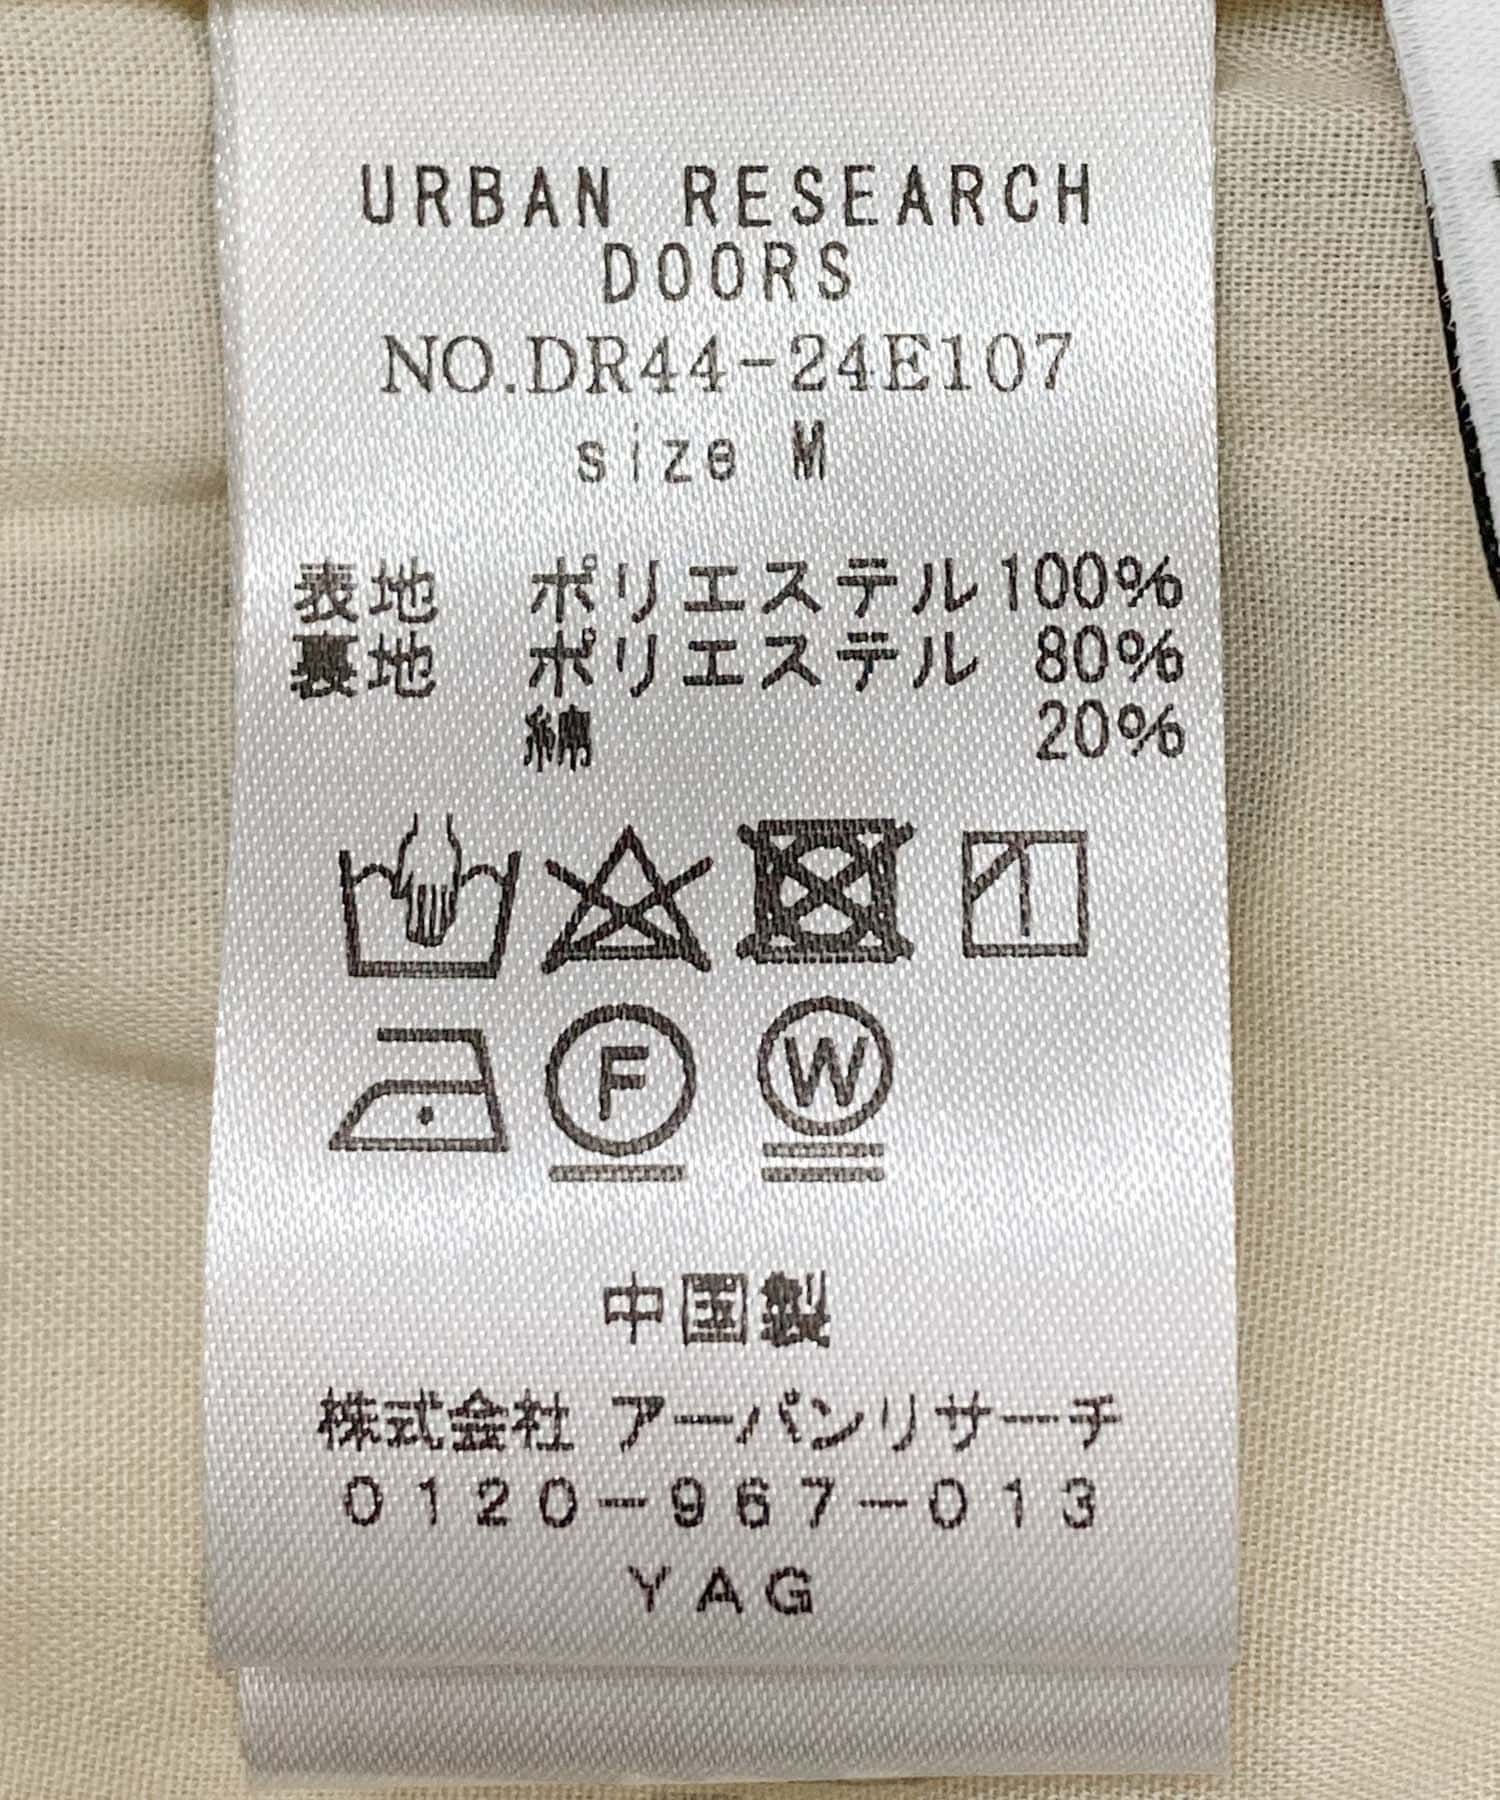 URBAN RESEARCH
DOORS
NO.DR44-24E107
size M
表地 ポリエステル100%
裏地 ポリエステル 80%
綿 20%
F W
中国製
株式会社 アーバンリサーチ
0120-967-013
YAG